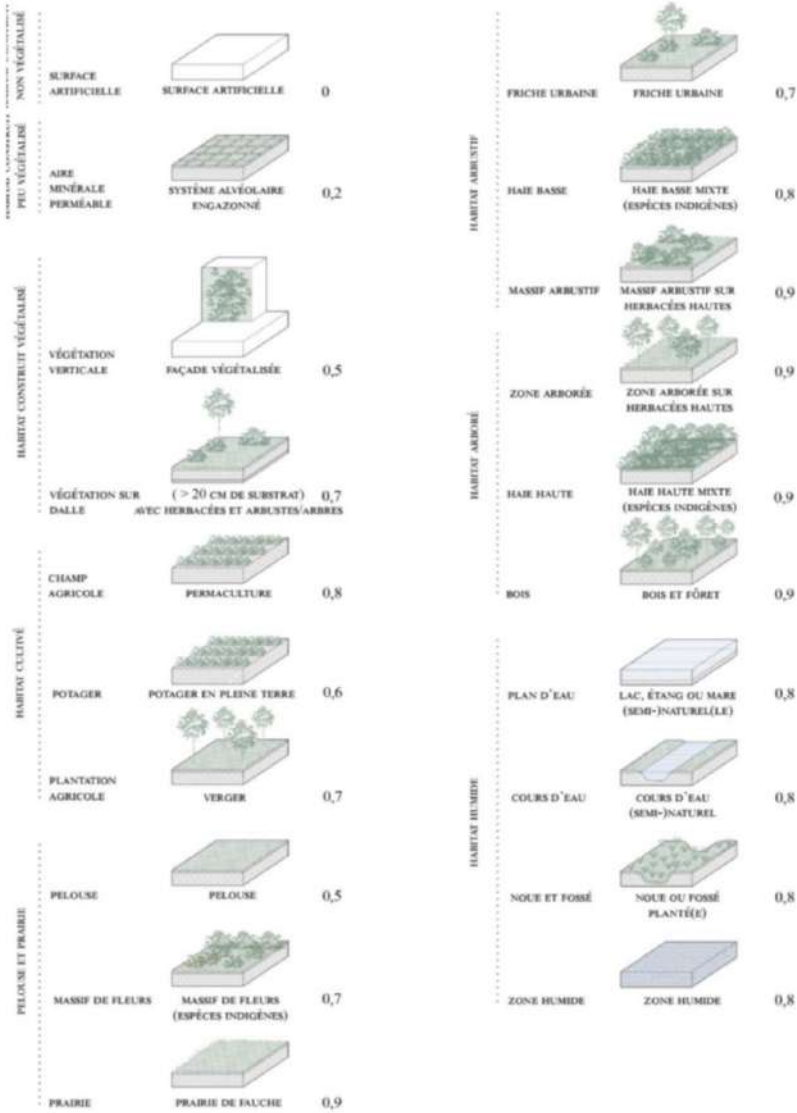 NON VÉGÉTALISÉ
SURFACE
ARTIFICIELLE
SURFACE ARTIFICIELLE
0
PEU VÉGÉTALISÉ
AIRE
MINÉRALE
PERMÉABLE
SYSTÈME ALVÉOLAIRE
ENGAZONNÉ
0,2
HABITAT CONSTRUIT VÉGÉTALISÉ
VÉGÉTATION
VERTICALE
FAÇADE VÉGÉTALISÉE
0,5
VÉGÉTATION SUR
DALLE
( > 20 CM DE SUBSTRAT)
AVEC HERBACÉES ET ARBUSTES/ARBRES
0,7
HABITAT CULTIVÉ
CHAMP
AGRICOLE
PERMACULTURE
0,8
POTAGER
POTAGER EN PLEINE TERRE
0,6
PLANTATION
AGRICOLE
VERGER
0,7
PELOUSE ET PRAIRIE
PELOUSE
PELOUSE
0,5
MASSIF DE FLEURS
MASSIF DE FLEURS
(ESPÈCES INDIGÈNES)
0,7
PRAIRIE
PRAIRIE DE FAUCHE
0,9
HABITAT ARBUSTIF
FRICHE URBAINE
FRICHE URBAINE
0,7
HAIE BASSE
HAIE BASSE MIXTE
(ESPÈCES INDIGÈNES)
0,8
MASSIF ARBUSTIF
MASSIF ARBUSTIF SUR
HERBACÉES HAUTES
0,9
HABITAT ARBORÉ
ZONE ARBORÉE
ZONE ARBORÉE SUR
HERBACÉES HAUTES
0,9
HAIE HAUTE
HAIE HAUTE MIXTE
(ESPÈCES INDIGÈNES)
0,9
BOIS
BOIS ET FÔRET
0,9
HABITAT HUMIDE
PLAN D'EAU
LAC, ÉTANG OU MARE
(SEMI-)NATUREL(LE)
0,8
COURS D'EAU
COURS D'EAU
(SEMI-)NATUREL
0,8
NOUE ET FOSSÉ
NOUE OU FOSSÉ
PLANTÉ(E)
0,8
ZONE HUMIDE
ZONE HUMIDE
0,8